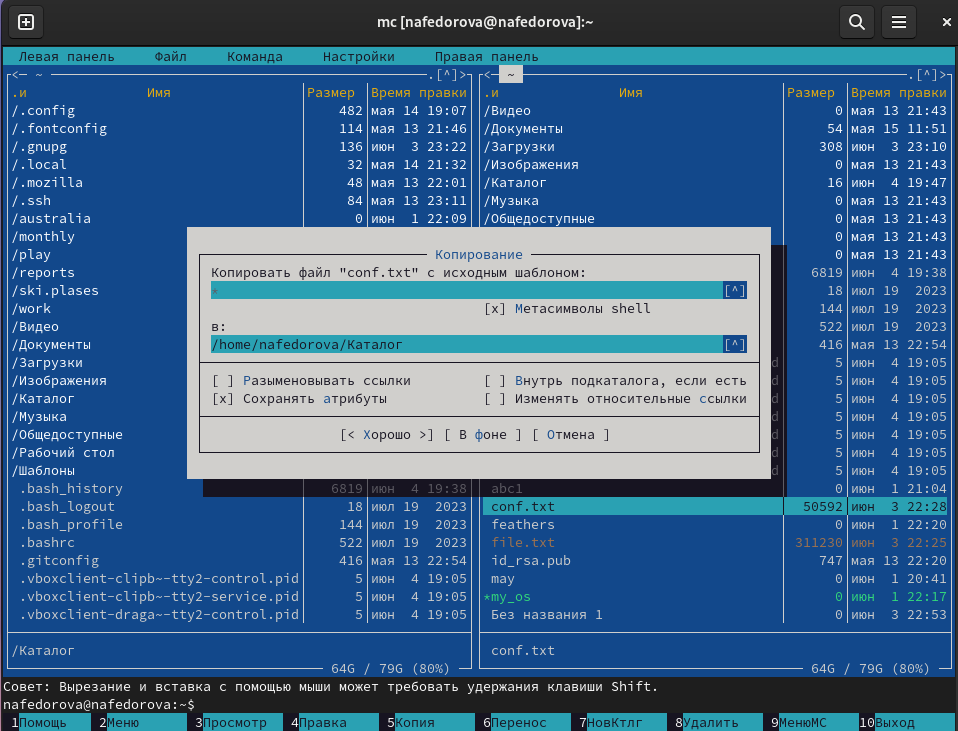 mc [nafedorova@nafedorova]:~
Левая панель Файл Команда Настройки Правая панель
<─ ~ .[^]> <─ ~ .[^]>
.и Имя Размер Время правки .и Имя Размер Время правки
/.config 482 мая 14 19:07 /Видео 0 мая 13 21:43
/.fontconfig 114 мая 13 21:46 /Документы 54 мая 15 11:51
/.gnupg 136 июн 3 23:22 /Загрузки 308 июн 3 23:10
/.local 32 мая 14 21:32 /Изображения 0 мая 13 21:43
/.mozilla 48 мая 13 22:01 /Каталог 16 июн 4 19:47
/.ssh 84 мая 13 23:11 /Музыка 0 мая 13 21:43
/australia 0 июн 1 22:09 /Общедоступные 0 мая 13 21:43
/monthly 0 мая 13 21:43
/play Копирование 0 мая 13 21:43
/reports Копировать файл "conf.txt" с исходным шаблоном: 6819 июн 4 19:38
/ski.plases * [^] 18 июл 19 2023
/work [x] Метасимволы shell 144 июл 19 2023
/Видео в: 522 июл 19 2023
/Документы /home/nafedorova/Каталог [^] 416 мая 13 22:54
/Загрузки d 5 июн 4 19:05
/Изображения [ ] Разыменовывать ссылки [ ] Внутрь подкаталога, если есть d 5 июн 4 19:05
/Каталог [x] Сохранять атрибуты [ ] Изменять относительные ссылки d 5 июн 4 19:05
/Музыка d 5 июн 4 19:05
/Общедоступные [< Хорошо >] [ В фоне ] [ Отмена ] d 5 июн 4 19:05
/Рабочий стол d 5 июн 4 19:05
/Шаблоны d 5 июн 4 19:05
.bash_history 6819 июн 4 19:38 abc1 0 июн 1 21:04
.bash_logout 18 июл 19 2023 conf.txt 50592 июн 3 22:28
.bash_profile 144 июл 19 2023 feathers 0 июн 1 22:20
.bashrc 522 июл 19 2023 file.txt 311230 июн 3 22:25
.gitconfig 416 мая 13 22:54 id_rsa.pub 747 мая 13 22:20
.vboxclient-clipb~-tty2-control.pid 5 июн 4 19:05 may 0 июн 1 20:41
.vboxclient-clipb~-tty2-service.pid 5 июн 4 19:05 *my_os 0 июн 1 22:17
.vboxclient-draga~-tty2-control.pid 5 июн 4 19:05 Без названия 1 0 июн 3 22:53
/Каталог conf.txt
64G / 79G (80%) 64G / 79G (80%)
Совет: Вырезание и вставка с помощью мыши может требовать удержания клавиши Shift.
nafedorova@nafedorova:~$
1Помощь 2Меню 3Просмотр 4Правка 5Копия 6Перенос 7НовКтлг 8Удалить 9МенюMC 10Выход